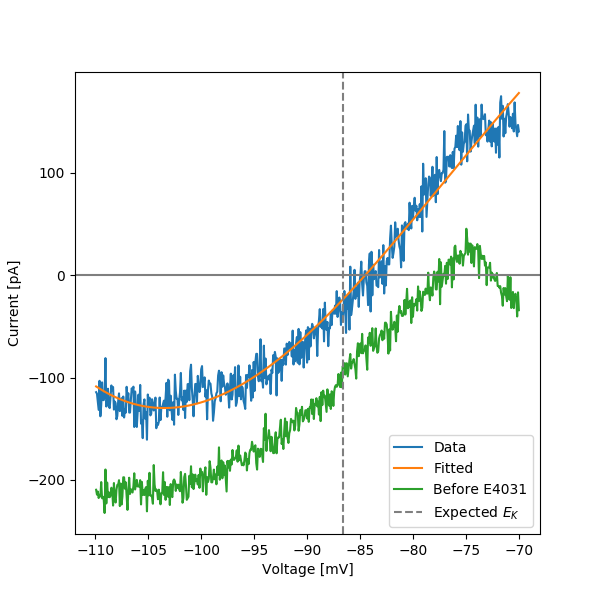 Current [pA]
100
0
−100
−200
−110
−105
−100
−95
−90
−85
−80
−75
−70
Voltage [mV]
Data
Fitted
Before E4031
Expected E_K